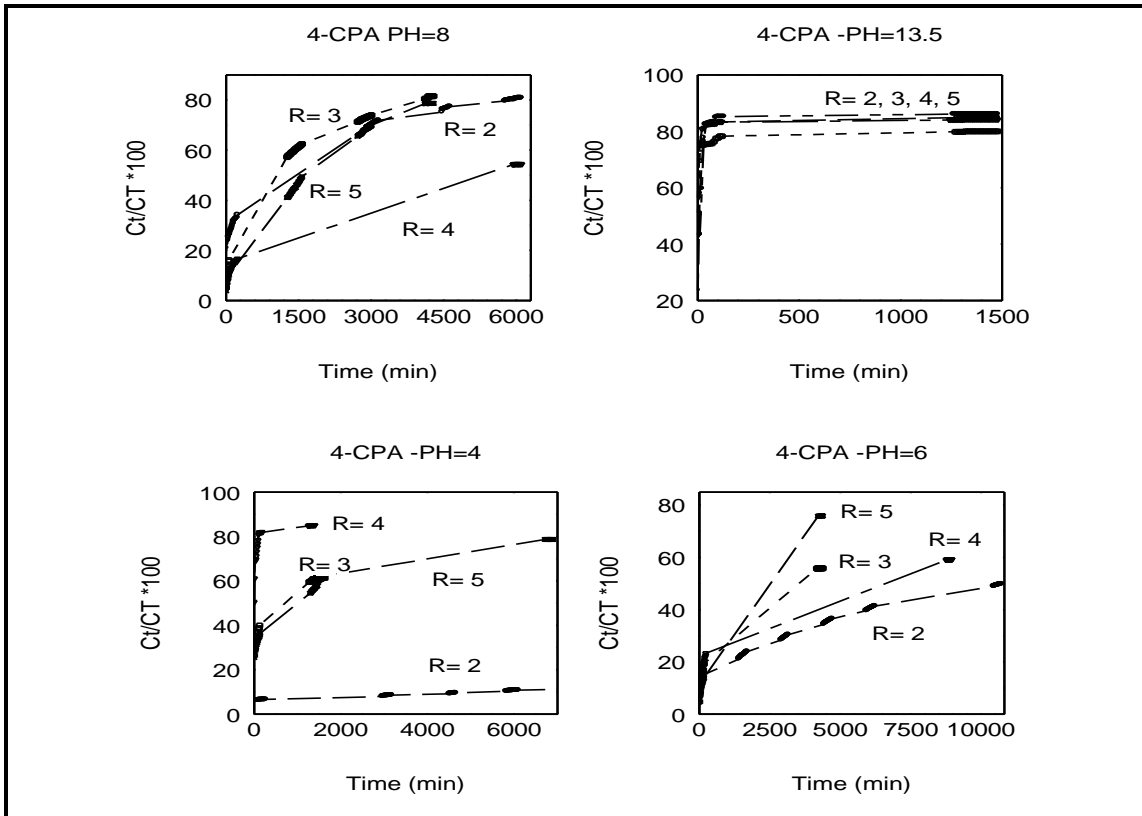 4-CPA PH=8
80
60
40
20
0
Ct/CT *100
R= 3
R= 2
R= 5
R= 4
0 1500 3000 4500 6000
Time (min)
4-CPA -PH=13.5
100
80
60
40
20
Ct/CT *100
R= 2, 3, 4, 5
0 500 1000 1500
Time (min)
4-CPA -PH=4
100
80
60
40
20
0
Ct/CT *100
R= 4
R= 3
R= 5
R= 2
0 2000 4000 6000
Time (min)
4-CPA -PH=6
80
60
40
20
0
Ct/CT *100
R= 5
R= 4
R= 3
R= 2
0 2500 5000 7500 10000
Time (min)